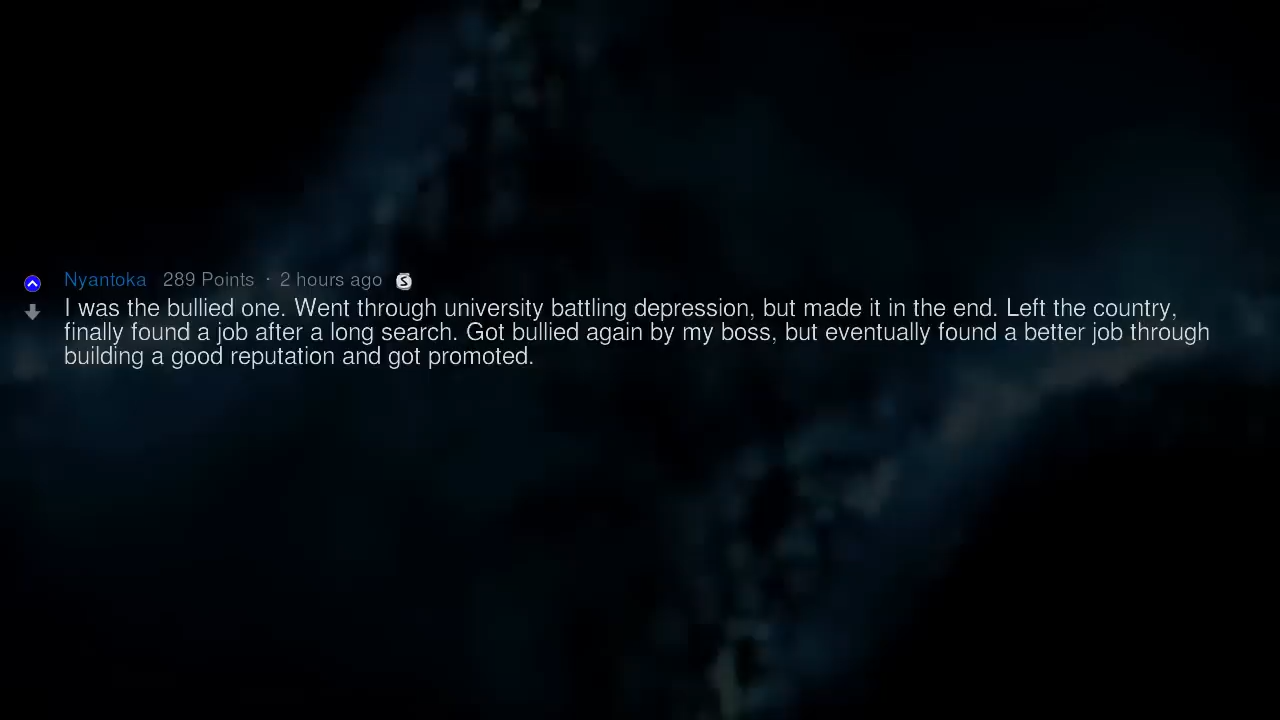 Nyantoka 289 Points · 2 hours ago S
I was the bullied one. Went through university battling depression, but made it in the end. Left the country,
finally found a job after a long search. Got bullied again by my boss, but eventually found a better job through
building a good reputation and got promoted.